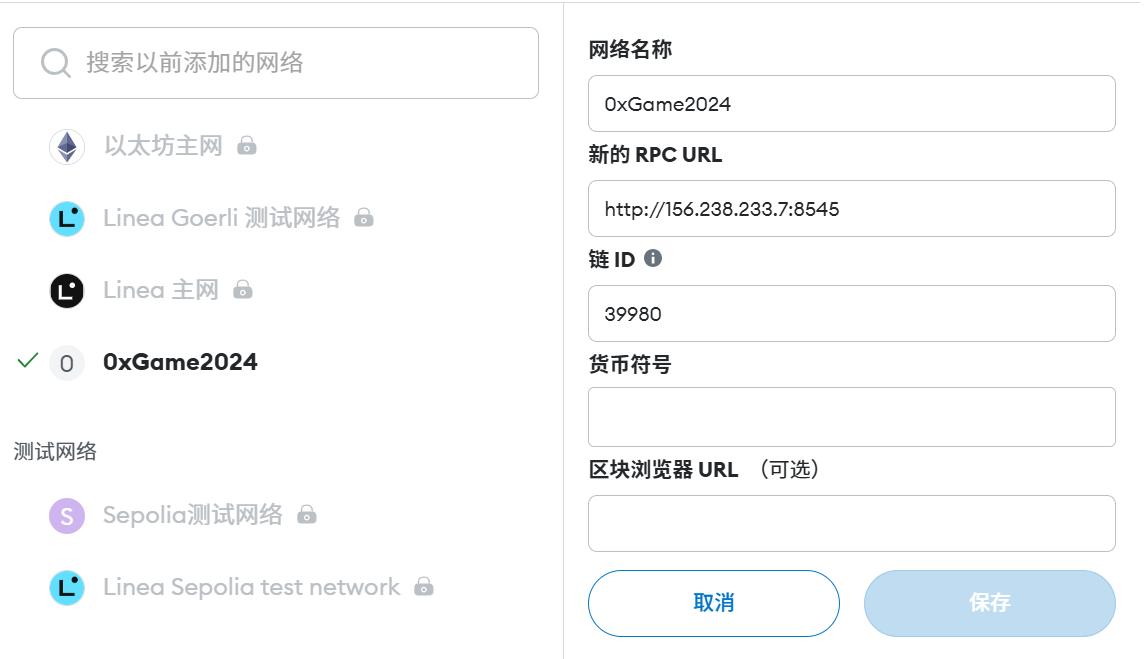 搜索以前添加的网络
以太坊主网
Linea Goerli 测试网络
Linea 主网
0 0xGame2024
测试网络
S Sepolia测试网络
Linea Sepolia test network
网络名称
0xGame2024
新的 RPC URL
http://156.238.233.7:8545
链 ID
39980
货币符号
区块浏览器 URL （可选）
取消
保存